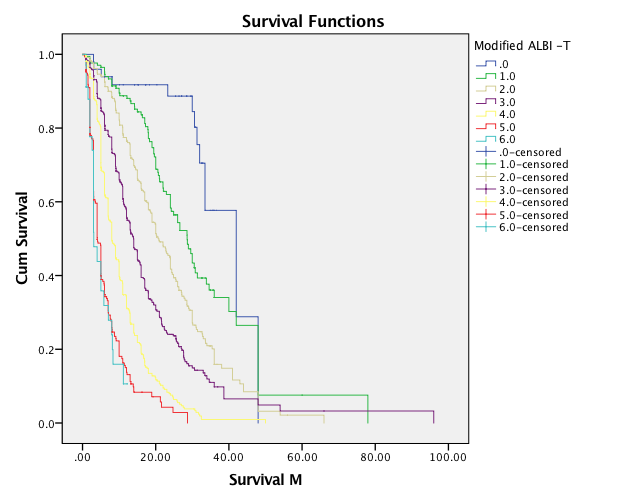 Survival Functions
Modified ALBI -T
.0
1.0
2.0
3.0
4.0
5.0
6.0
.0-censored
1.0-censored
2.0-censored
3.0-censored
4.0-censored
5.0-censored
6.0-censored
Cum Survival
1.0
0.8
0.6
0.4
0.2
0.0
.00 20.00 40.00 60.00 80.00 100.00
Survival M